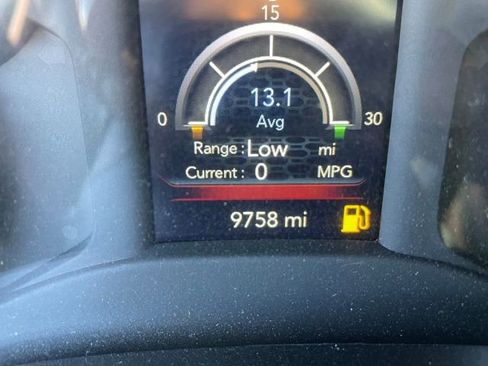 15
13.1
Avg
0
30
Range : Low mi
Current : 0 MPG
9758 mi